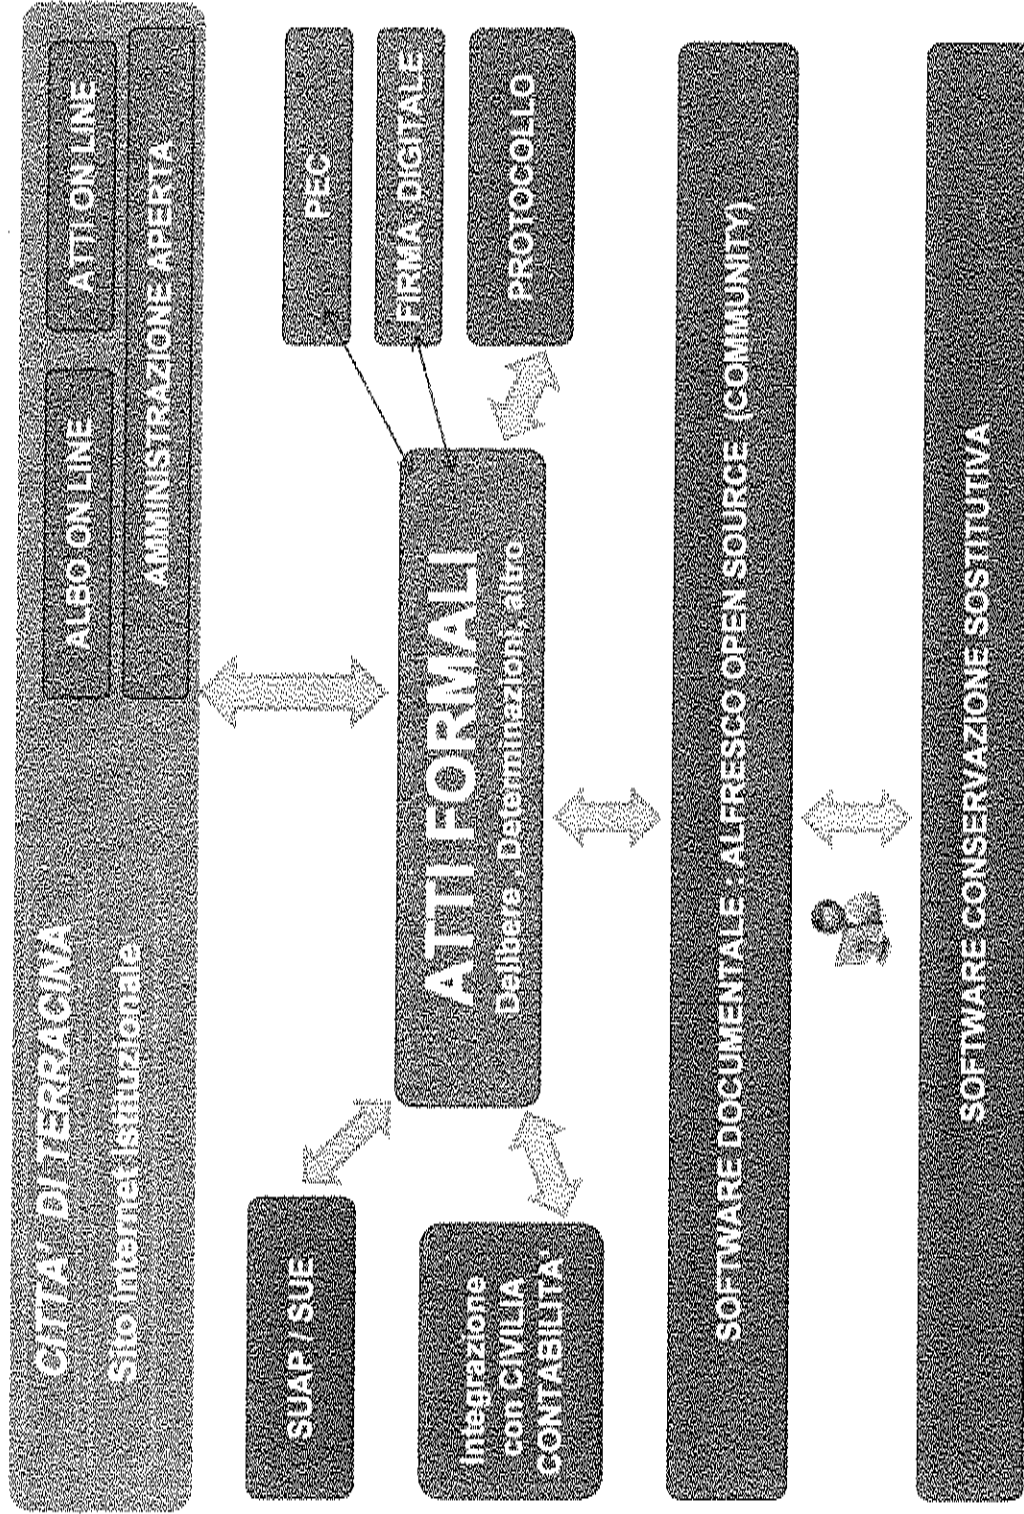 CITTA' DI TERRACINA
Sito Internet Istituzionale
ALBO ON LINE
ATTI ON LINE
AMMINISTRAZIONE APERTA
SUAP / SUE
PEC
FIRMA DIGITALE
PROTOCOLLO
ATTI FORMALI
Delibere , Determinazioni, altro
Integrazione
con CIVILIA
CONTABILITA'
SOFTWARE DOCUMENTALE : ALFRESCO OPEN SOURCE (COMMUNITY)
SOFTWARE CONSERVAZIONE SOSTITUTIVA